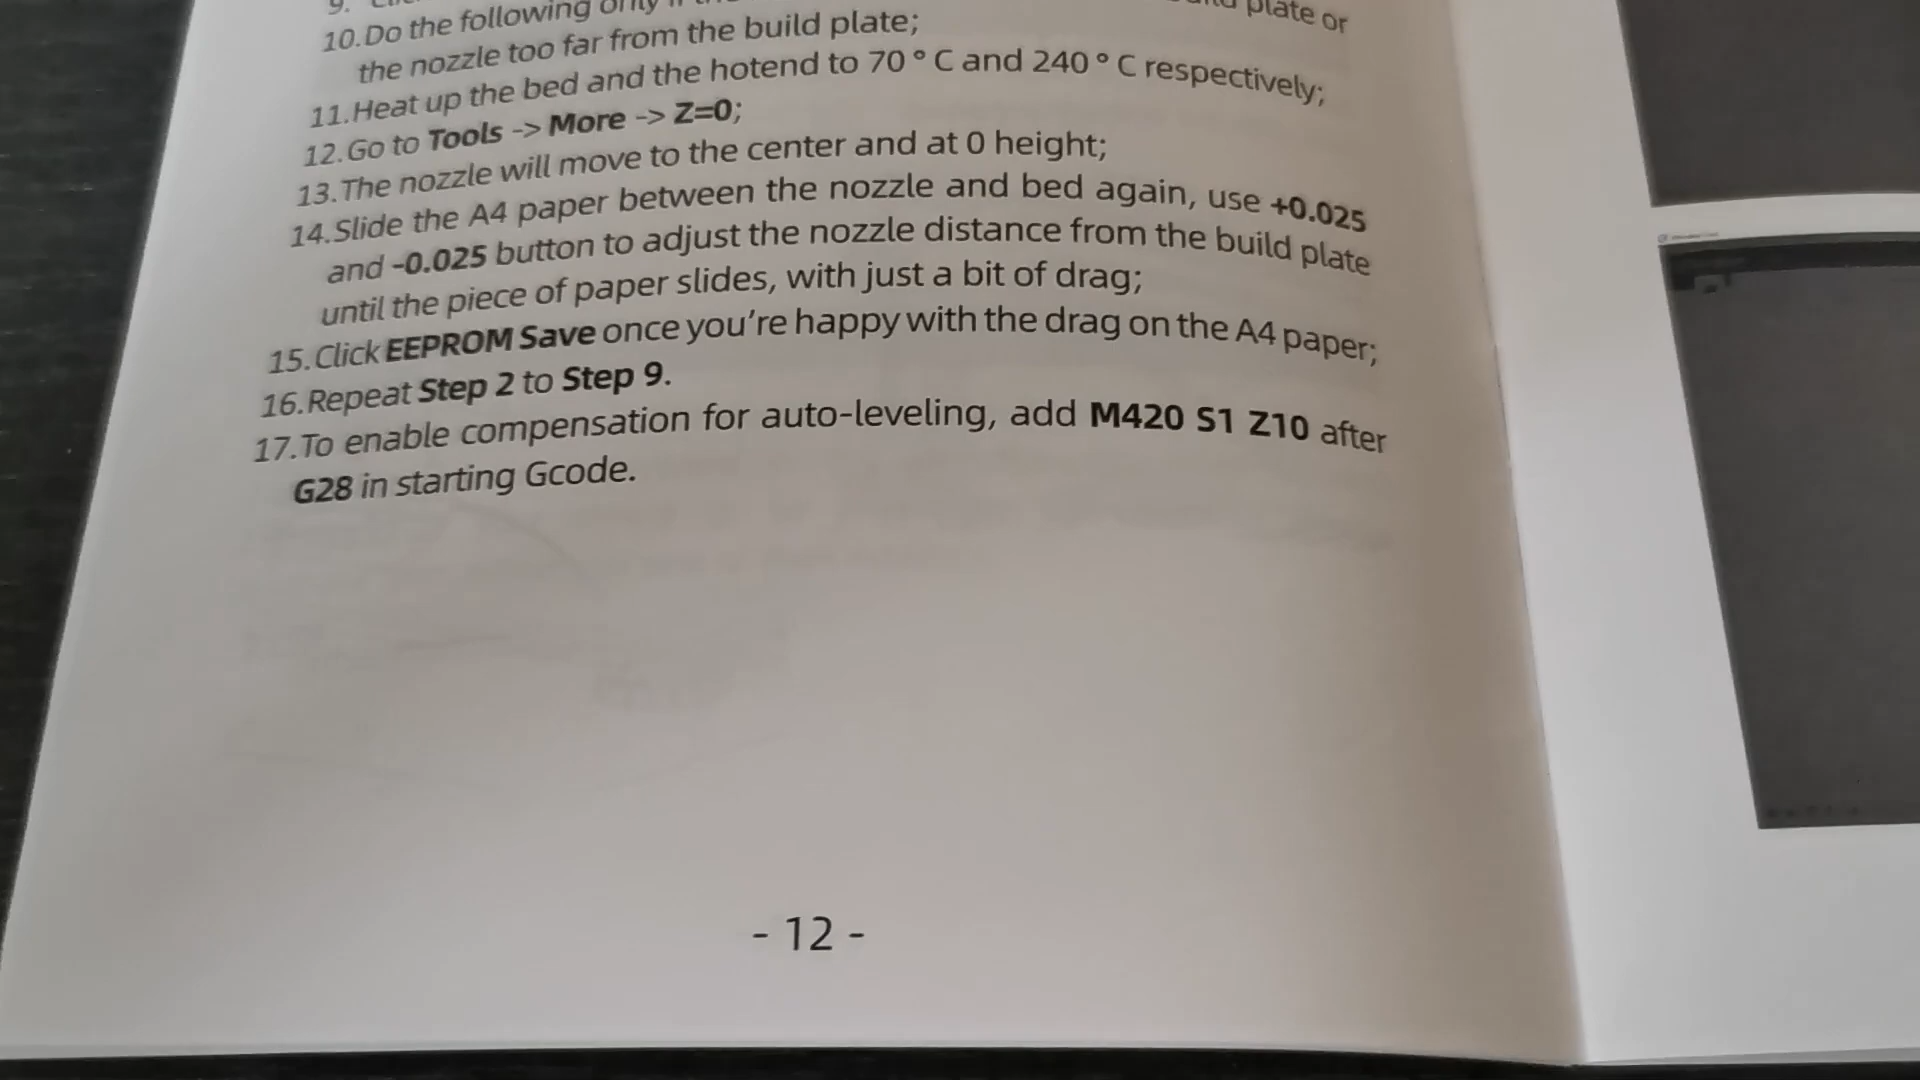 9.
10.Do the following only plate or
the nozzle too far from the build plate;
11.Heat up the bed and the hotend to 70°C and 240°C respectively;
12.Go to Tools -> More -> Z=0;
13.The nozzle will move to the center and at 0 height;
14.Slide the A4 paper between the nozzle and bed again, use +0.025
and -0.025 button to adjust the nozzle distance from the build plate
until the piece of paper slides, with just a bit of drag;
15.Click EEPROM Save once you're happy with the drag on the A4 paper;
16.Repeat Step 2 to Step 9.
17.To enable compensation for auto-leveling, add M420 S1 Z10 after
G28 in starting Gcode.
- 12 -